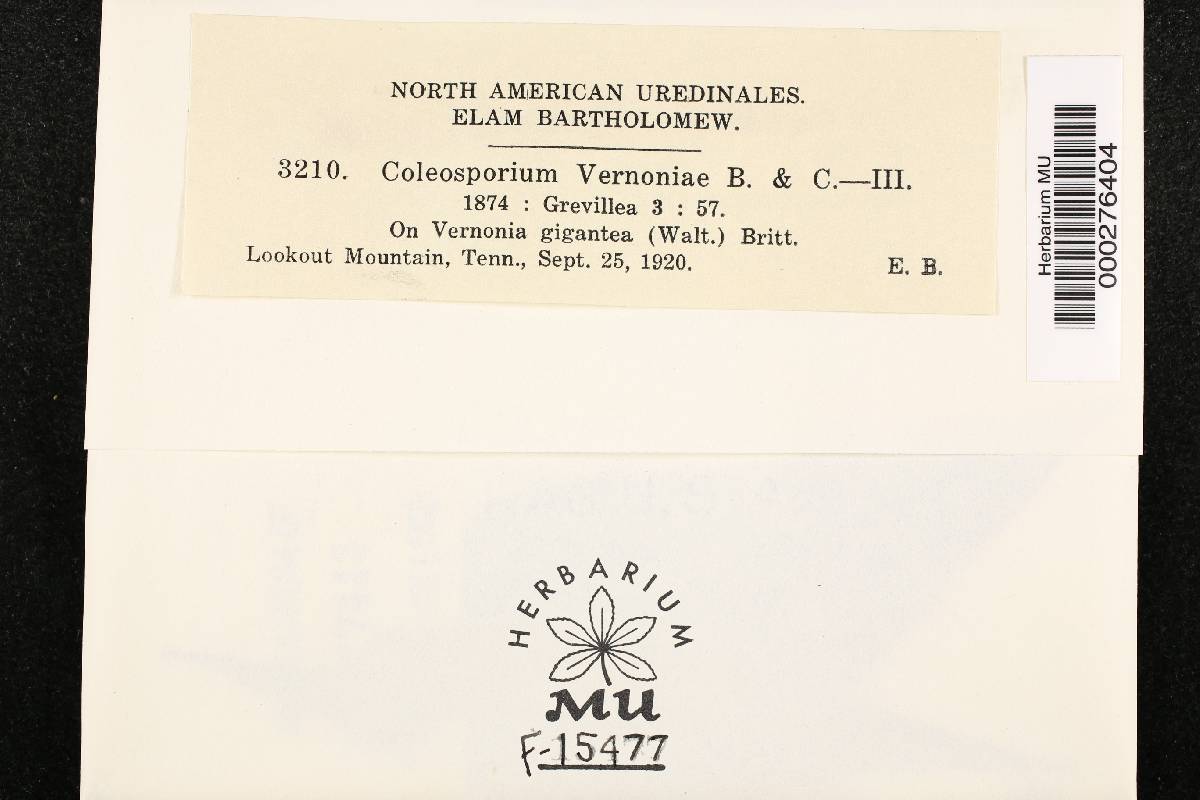 NORTH AMERICAN UREDINALES.
ELAM BARTHOLOMEW.
3210. Coleosporium Vernoniae B. & C.—III.
1874 : Grevillea 3 : 57.
On Vernonia gigantea (Walt.) Britt.
Lookout Mountain, Tenn., Sept. 25, 1920. E. B.
Herbarium MU
000276404
HERBARIUM
MU
F-15477